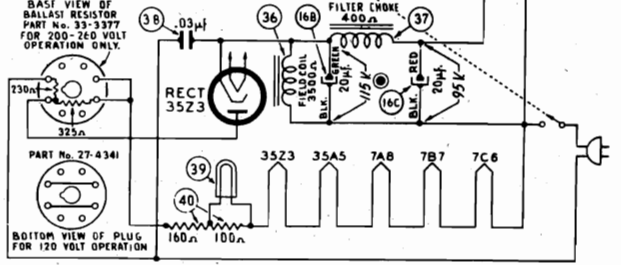 BASE VIEW OF
BALLAST RESISTOR
PART No. 33-3377
FOR 200-260 VOLT
OPERATION ONLY.
230Ω
325Ω
PART No. 27-4341
BOTTOM VIEW OF PLUG
FOR 120 VOLT OPERATION
3B
.03μf
RECT
35Z3
36
FIELD COIL
3500Ω
16B
GREEN
BLK.
20μf.
115V
FILTER CHOKE
400Ω
37
RED
BLK.
16C
20μf.
95V
39
40
160Ω
100Ω
35Z3 35A5 7A8 7B7 7C6